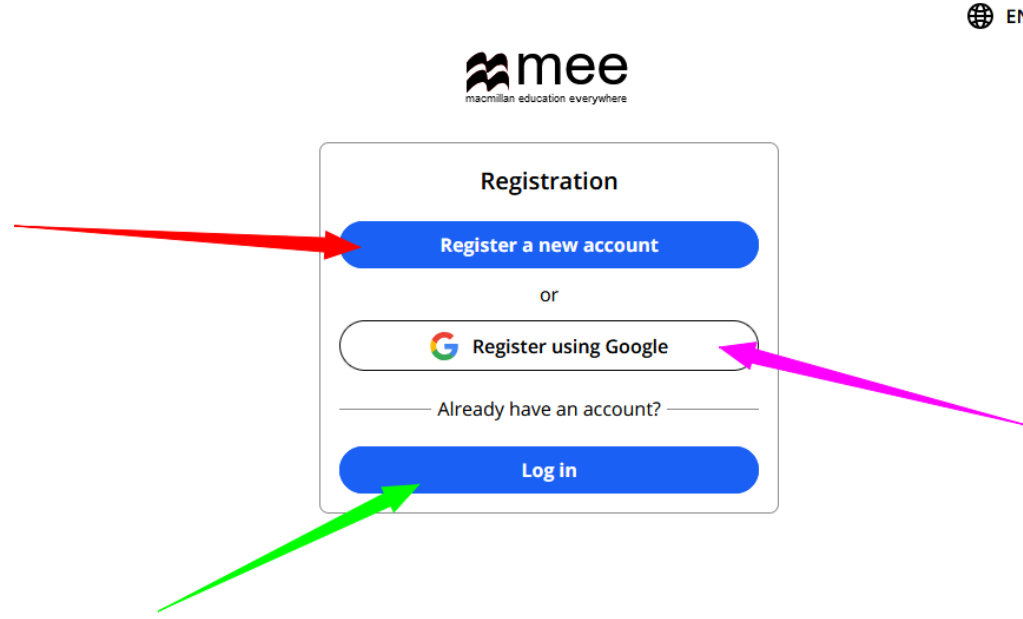 EN
mee
macmillan education everywhere
Registration
Register a new account
or
Register using Google
Already have an account?
Log in